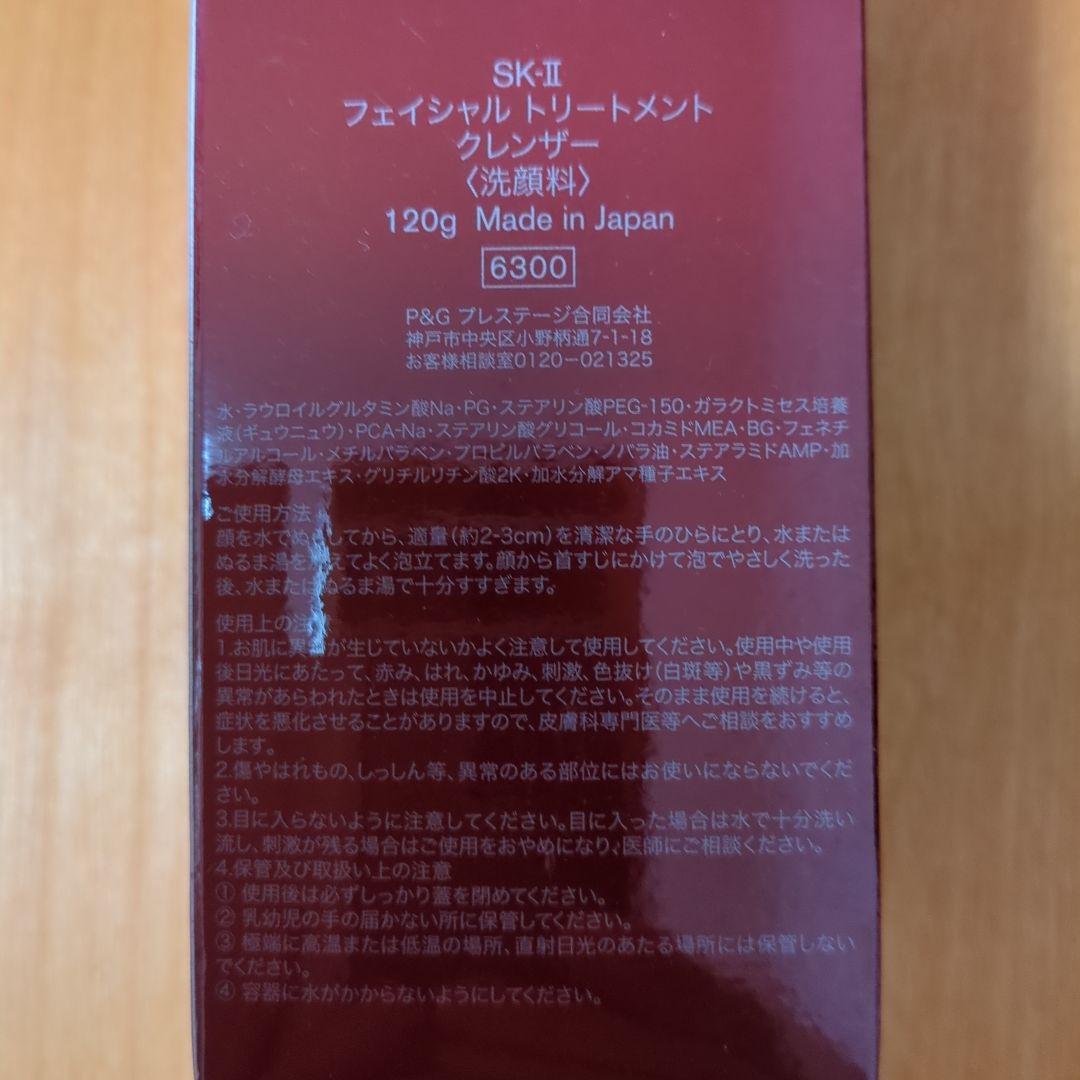 SK-II
フェイシャル トリートメント
クレンザー
〈洗顔料〉
120g Made in Japan
6300
P&G プレステージ合同会社
神戸市中央区小野柄通7-1-18
お客様相談室0120-021325
水・ラウロイルグルタミン酸Na・PG・ステアリン酸PEG-150・ガラクトミセス培養
液(ギュウニュウ)・PCA-Na・ステアリン酸グリコール・コカミドMEA・BG・フェネチ
ルアルコール・メチルパラベン・プロピルパラベン・ノバラ油・ステアラミドAMP・加
水分解酵母エキス・グリチルリチン酸2K・加水分解アマ種子エキス
ご使用方法
顔を水でぬらしてから、適量(約2-3cm)を清潔な手のひらにとり、水または
ぬるま湯を えてよく泡立てます。顔から首すじにかけて泡でやさしく洗った
後、水またはぬるま湯で十分すすぎます。
使用上の注
1.お肌に異 が生じていないかよく注意して使用してください。使用中や使用
後日光にあたって、赤み、はれ、かゆみ、刺激、色抜け(白斑等)や黒ずみ等の
異常があらわれたときは使用を中止してください。そのまま使用を続けると、
症状を悪化させることがありますので、皮膚科専門医等へご相談をおすすめ
します。
2.傷やはれもの、しっしん等、異常のある部位にはお使いにならないでくだ
さい。
3.目に入らないように注意してください。目に入った場合は水で十分洗い
流し、刺激が残る場合はご使用をおやめになり、医師にご相談ください。
4.保管及び取扱い上の注意
① 使用後は必ずしっかり蓋を閉めてください。
② 乳幼児の手の届かない所に保管してください。
③ 極端に高温または低温の場所、直射日光のあたる場所には保管しない
でください。
④ 容器に水がかからないようにしてください。